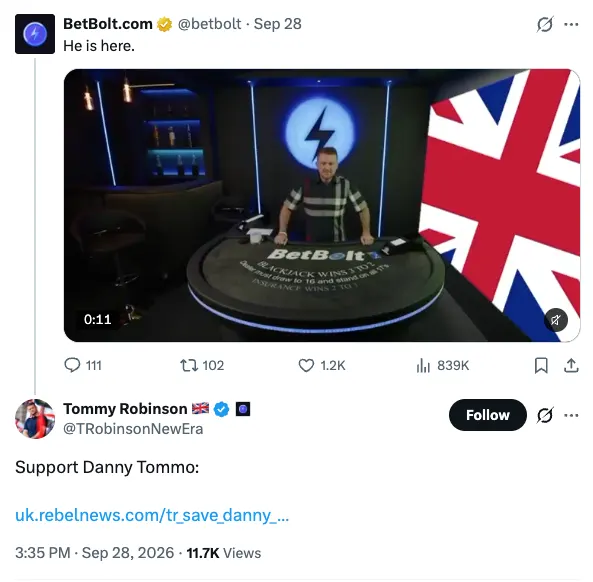 BetBolt.com @betbolt · Sep 28
He is here.
BetBolt
BLACKJACK WINS 3 TO 2
Dealer must draw to 16 and stand on all 17s
INSURANCE WINS 2 TO 1
0:11
111 102 1.2K 839K
Tommy Robinson 🇬🇧
@TRobinsonNewEra
Follow
Support Danny Tommo:
uk.rebelnews.com/tr_save_danny_...
3:35 PM · Sep 28, 2026 · 11.7K Views